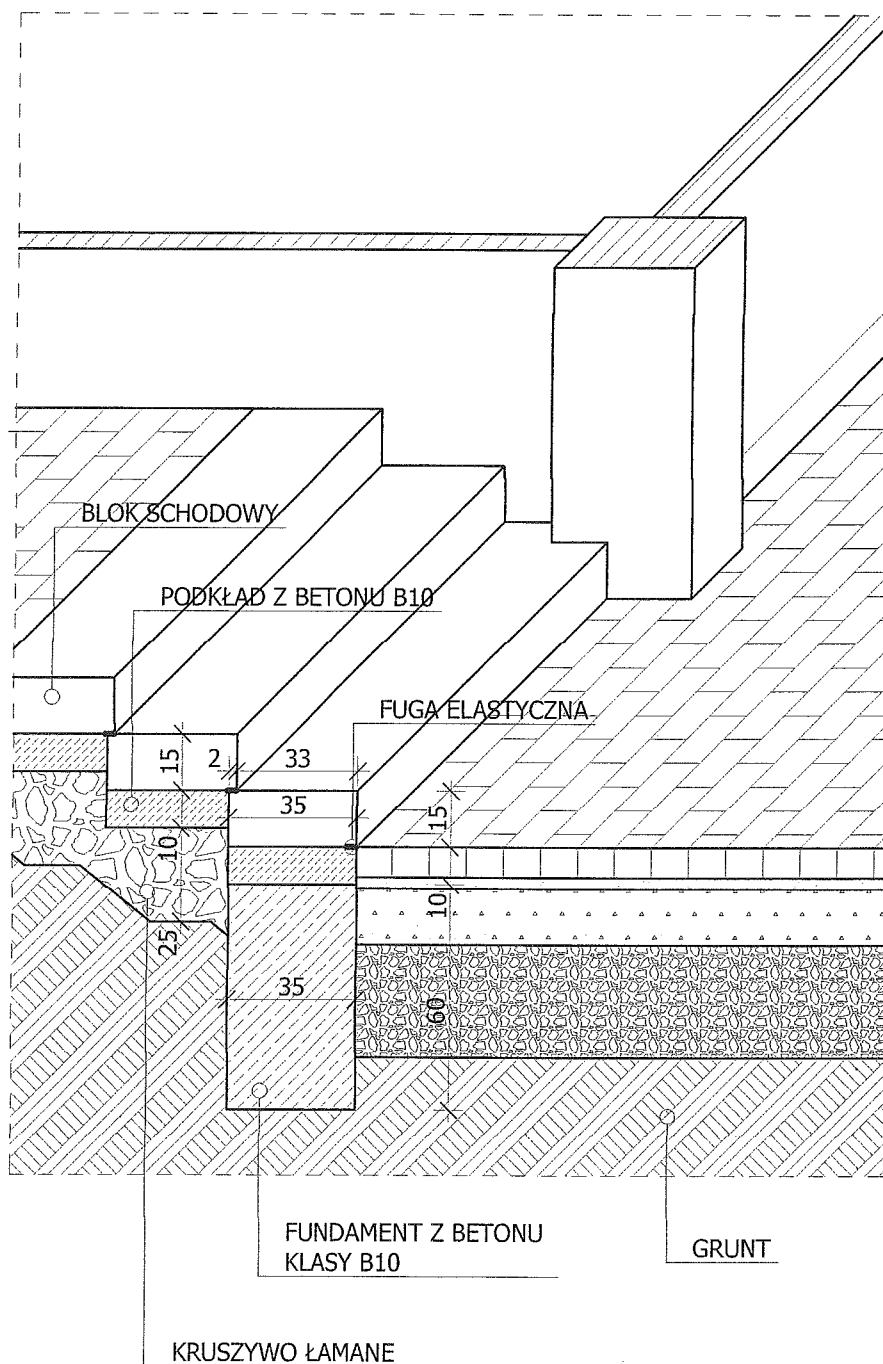 BLOK SCHODOWY
PODKŁAD Z BETONU B10
FUGA ELASTYCZNA
15
2
33
35
15
10
10
25
35
60
FUNDAMENT Z BETONU
KLASY B10
GRUNT
KRUSZYWO ŁAMANE